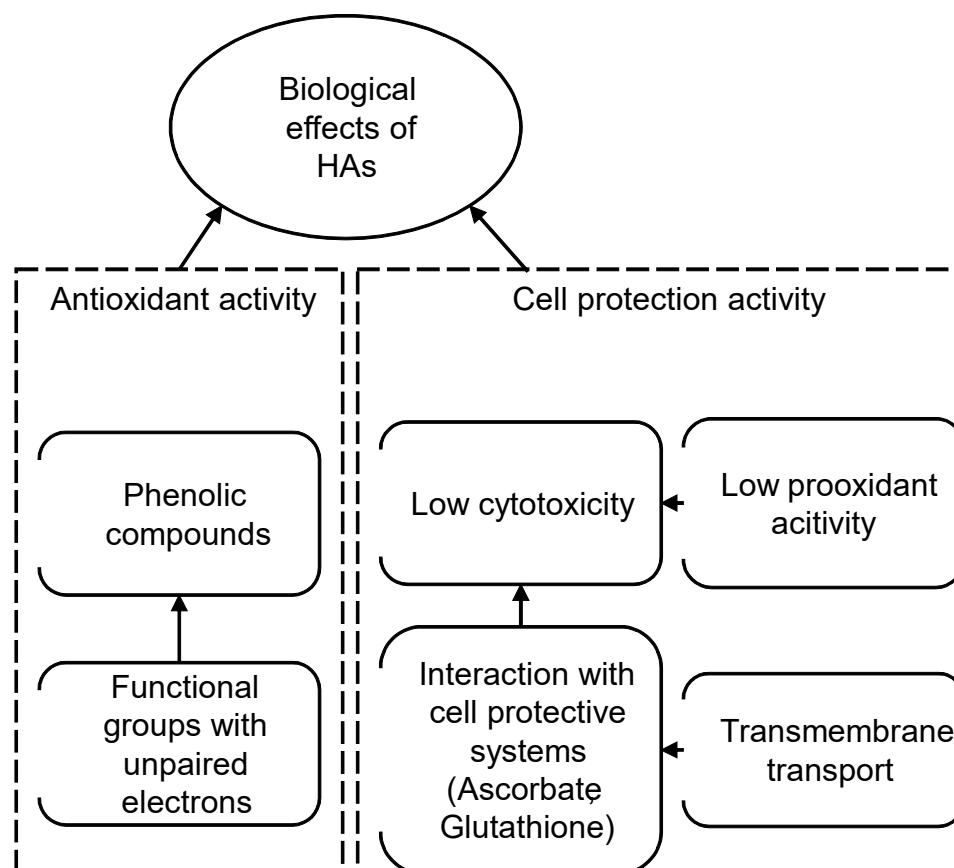 Biological
effects of
HAs
Antioxidant activity
Cell protection activity
Phenolic
compounds
Low cytotoxicity
Low prooxidant
acitivity
Functional
groups with
unpaired
electrons
Interaction with
cell protective
systems
(Ascorbate,
Glutathione)
Transmembrane
transport